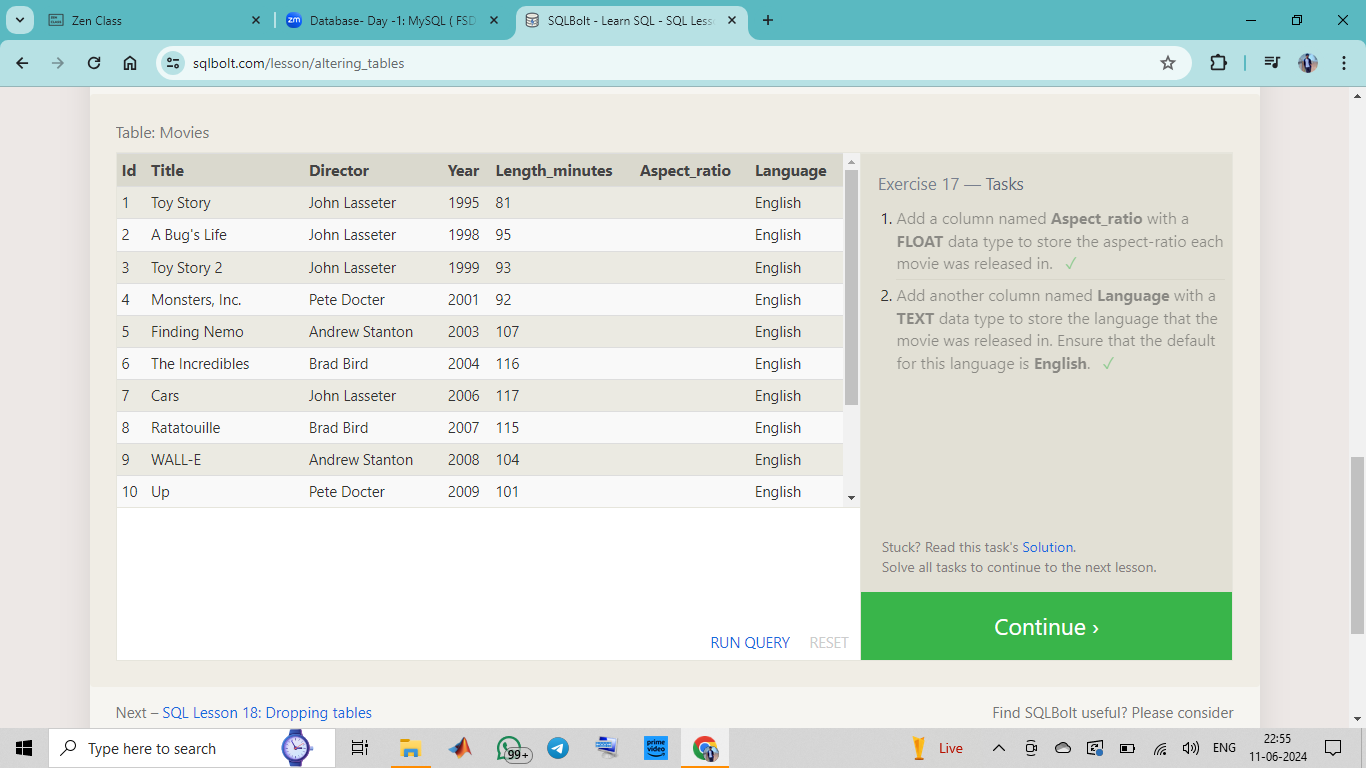 Zen Class
zm Database- Day -1: MySQL ( FSD
SQLBolt - Learn SQL - SQL Less
sqlbolt.com/lesson/altering_tables
Table: Movies
Id Title Director Year Length_minutes Aspect_ratio Language
1 Toy Story John Lasseter 1995 81 English
2 A Bug's Life John Lasseter 1998 95 English
3 Toy Story 2 John Lasseter 1999 93 English
4 Monsters, Inc. Pete Docter 2001 92 English
5 Finding Nemo Andrew Stanton 2003 107 English
6 The Incredibles Brad Bird 2004 116 English
7 Cars John Lasseter 2006 117 English
8 Ratatouille Brad Bird 2007 115 English
9 WALL-E Andrew Stanton 2008 104 English
10 Up Pete Docter 2009 101 English
RUN QUERY RESET
Exercise 17 — Tasks
1. Add a column named Aspect_ratio with a
FLOAT data type to store the aspect-ratio each
movie was released in. ✓
2. Add another column named Language with a
TEXT data type to store the language that the
movie was released in. Ensure that the default
for this language is English. ✓
Stuck? Read this task's Solution.
Solve all tasks to continue to the next lesson.
Continue ›
Next – SQL Lesson 18: Dropping tables
Find SQLBolt useful? Please consider
Type here to search
99+
prime
video
Live
ENG
22:55
11-06-2024